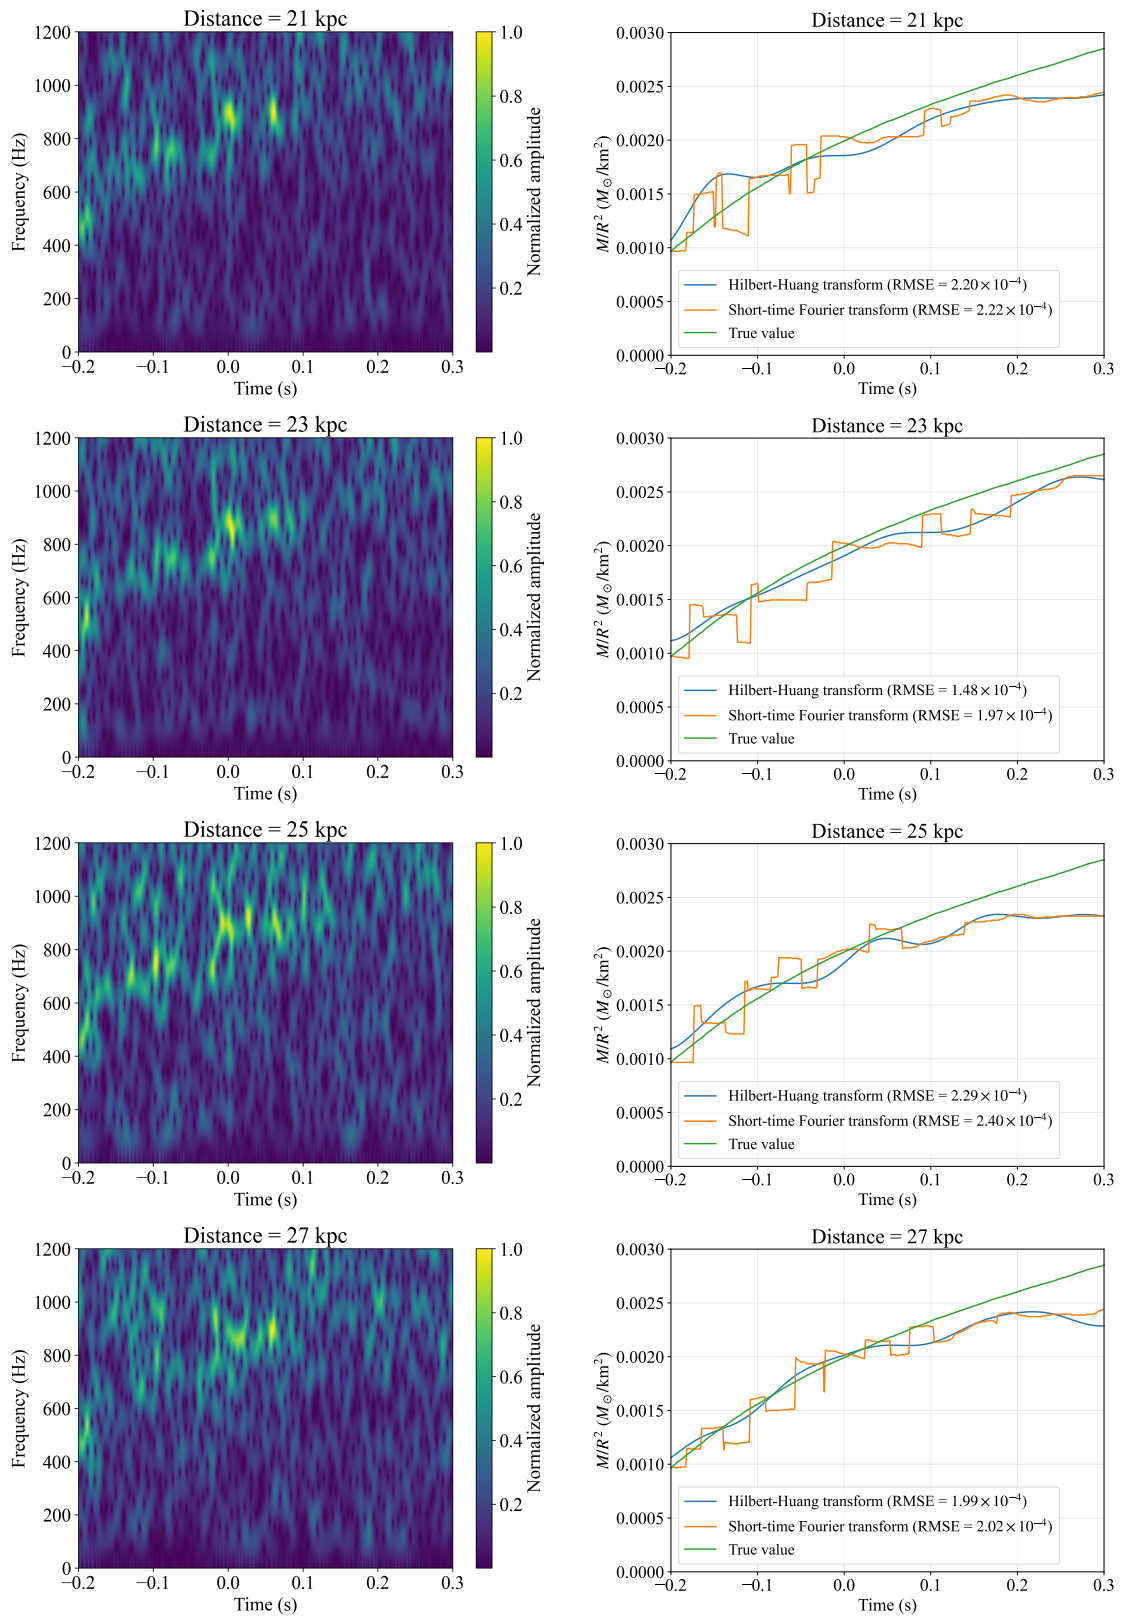 Distance = 21 kpc
1200
1000
800
600
400
200
0
Frequency (Hz)
−0.2 −0.1 0.0 0.1 0.2 0.3
Time (s)
1.0
0.8
0.6
0.4
0.2
Normalized amplitude
Distance = 21 kpc
0.0030
0.0025
0.0020
0.0015
0.0010
0.0005
0.0000
M/R² (M⊙/km²)
Hilbert-Huang transform (RMSE = 2.20 × 10⁻⁴)
Short-time Fourier transform (RMSE = 2.22 × 10⁻⁴)
True value
−0.2 −0.1 0.0 0.1 0.2 0.3
Time (s)
Distance = 23 kpc
1200
1000
800
600
400
200
0
Frequency (Hz)
−0.2 −0.1 0.0 0.1 0.2 0.3
Time (s)
1.0
0.8
0.6
0.4
0.2
Normalized amplitude
Distance = 23 kpc
0.0030
0.0025
0.0020
0.0015
0.0010
0.0005
0.0000
M/R² (M⊙/km²)
Hilbert-Huang transform (RMSE = 1.48 × 10⁻⁴)
Short-time Fourier transform (RMSE = 1.97 × 10⁻⁴)
True value
−0.2 −0.1 0.0 0.1 0.2 0.3
Time (s)
Distance = 25 kpc
1200
1000
800
600
400
200
0
Frequency (Hz)
−0.2 −0.1 0.0 0.1 0.2 0.3
Time (s)
1.0
0.8
0.6
0.4
0.2
Normalized amplitude
Distance = 25 kpc
0.0030
0.0025
0.0020
0.0015
0.0010
0.0005
0.0000
M/R² (M⊙/km²)
Hilbert-Huang transform (RMSE = 2.29 × 10⁻⁴)
Short-time Fourier transform (RMSE = 2.40 × 10⁻⁴)
True value
−0.2 −0.1 0.0 0.1 0.2 0.3
Time (s)
Distance = 27 kpc
1200
1000
800
600
400
200
0
Frequency (Hz)
−0.2 −0.1 0.0 0.1 0.2 0.3
Time (s)
1.0
0.8
0.6
0.4
0.2
Normalized amplitude
Distance = 27 kpc
0.0030
0.0025
0.0020
0.0015
0.0010
0.0005
0.0000
M/R² (M⊙/km²)
Hilbert-Huang transform (RMSE = 1.99 × 10⁻⁴)
Short-time Fourier transform (RMSE = 2.02 × 10⁻⁴)
True value
−0.2 −0.1 0.0 0.1 0.2 0.3
Time (s)